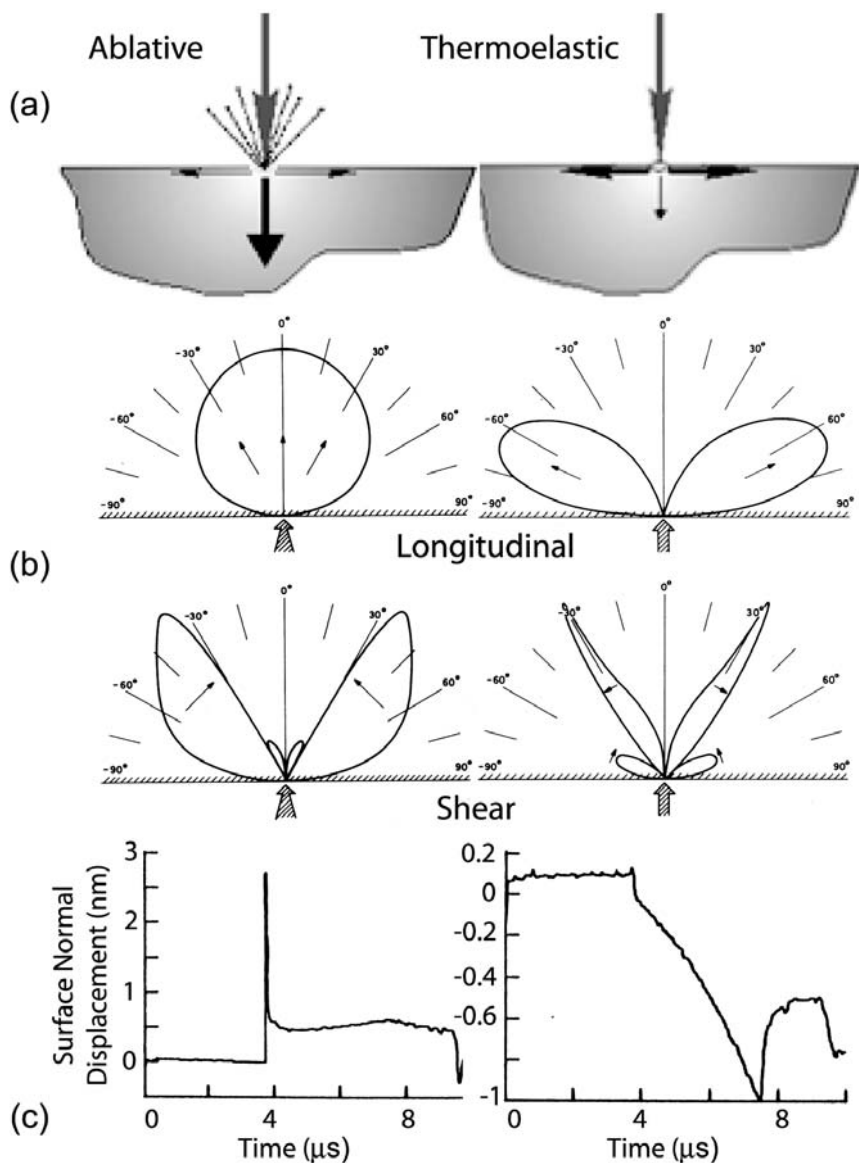 Ablative Thermoelastic
(a)
0° 0°
-30° 30° -30° 30°
-60° 60° -60° 60°
-90° 90° -90° 90°
Longitudinal
(b)
0° 0°
-30° 30° -30° 30°
-60° 60° -60° 60°
-90° 90° -90° 90°
Shear
Surface Normal
Displacement (nm)
3
2
1
0
0 4 8
Time (μs)
0.2
0
-0.2
-0.4
-0.6
-1
0 4 8
Time (μs)
(c)